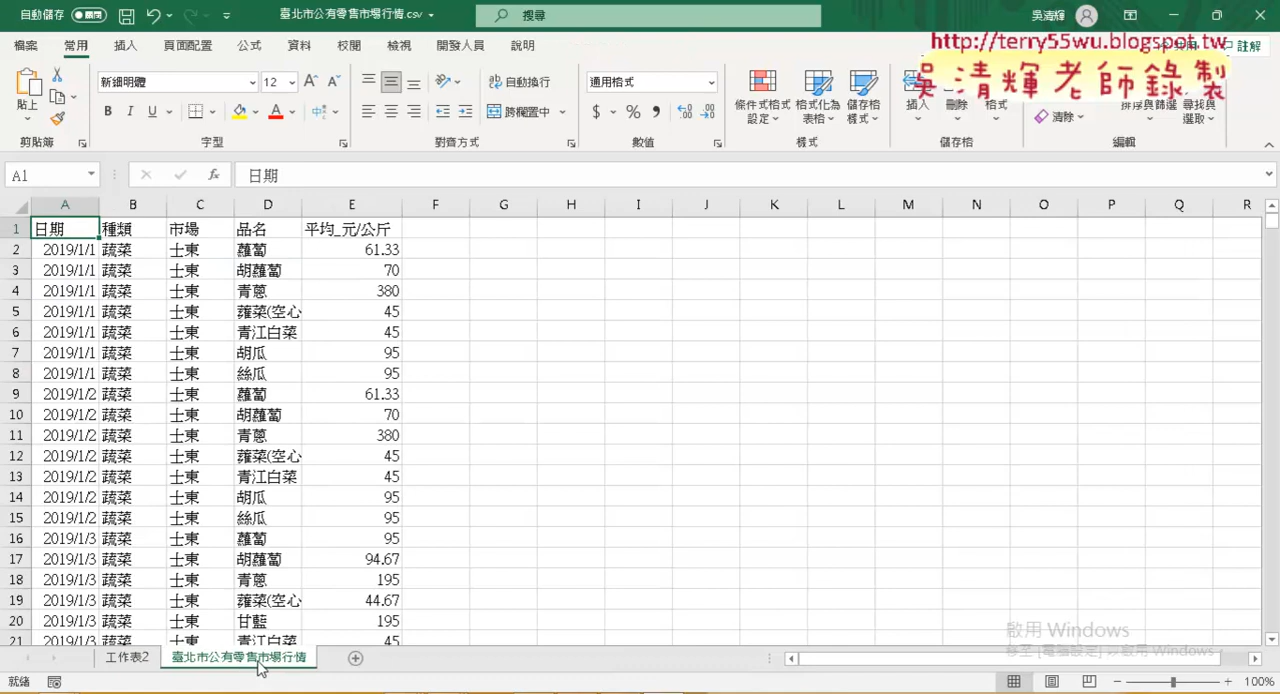 自動儲存 關閉 臺北市公有零售市場行情.csv 搜尋 吳清輝
http://terry55wu.blogspot.tw
吳清輝老師錄製
檔案 常用 插入 頁面配置 公式 資料 校閱 檢視 開發人員 說明 註解
貼上 新細明體 12 自動換行 通用格式 條件式格式設定 格式化為表格 儲存格樣式 插入 刪除 格式 排序與篩選 尋找與選取
B I U 中 跨欄置中 $ % 清除
剪貼簿 字型 對齊方式 數值 樣式 儲存格 編輯
A1 fx 日期
A B C D E F G H I J K L M N O P Q R
1 日期 種類 市場 品名 平均_元/公斤
2 2019/1/1 蔬菜 士東 蘿蔔 61.33
3 2019/1/1 蔬菜 士東 胡蘿蔔 70
4 2019/1/1 蔬菜 士東 青蔥 380
5 2019/1/1 蔬菜 士東 蕹菜(空心 45
6 2019/1/1 蔬菜 士東 青江白菜 45
7 2019/1/1 蔬菜 士東 胡瓜 95
8 2019/1/1 蔬菜 士東 絲瓜 95
9 2019/1/2 蔬菜 士東 蘿蔔 61.33
10 2019/1/2 蔬菜 士東 胡蘿蔔 70
11 2019/1/2 蔬菜 士東 青蔥 380
12 2019/1/2 蔬菜 士東 蕹菜(空心 45
13 2019/1/2 蔬菜 士東 青江白菜 45
14 2019/1/2 蔬菜 士東 胡瓜 95
15 2019/1/2 蔬菜 士東 絲瓜 95
16 2019/1/3 蔬菜 士東 蘿蔔 95
17 2019/1/3 蔬菜 士東 胡蘿蔔 94.67
18 2019/1/3 蔬菜 士東 青蔥 195
19 2019/1/3 蔬菜 士東 蕹菜(空心 44.67
20 2019/1/3 蔬菜 士東 甘藍 195
21 2019/1/3 蔬菜 士東 青江白菜 45
啟用 Windows
移至 [電腦設定] 以啟用 Windows。
工作表2 臺北市公有零售市場行情
就緒 100%